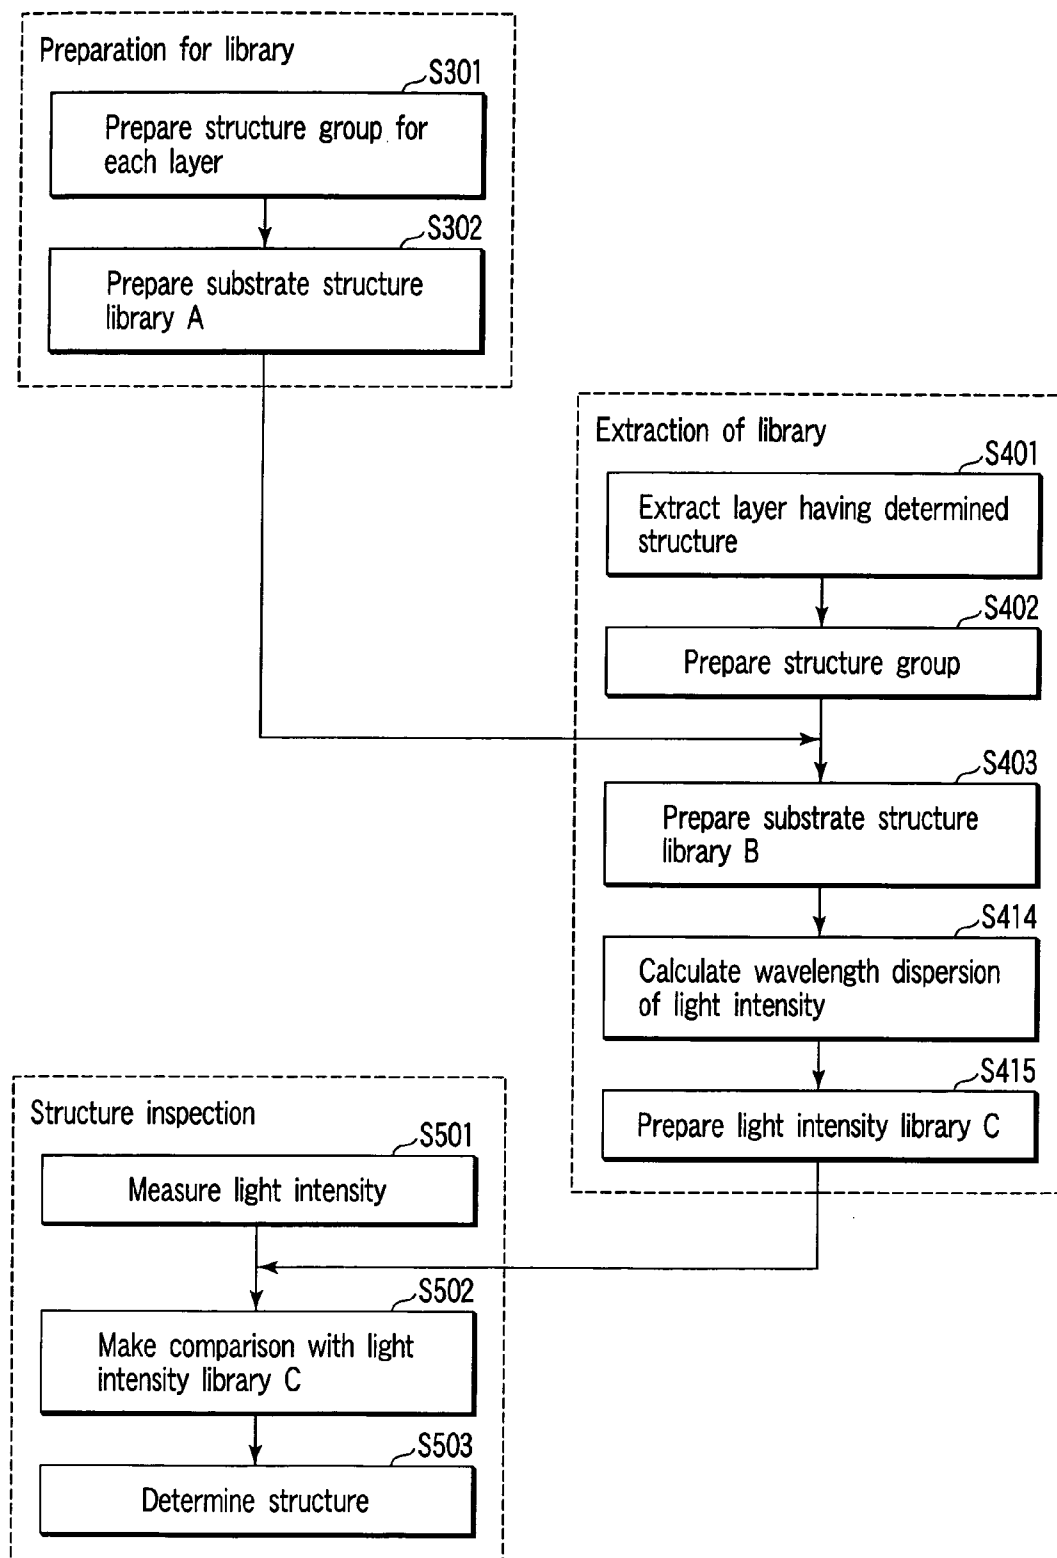 Preparation for library
S301
Prepare structure group for
each layer
S302
Prepare substrate structure
library A
Extraction of library
S401
Extract layer having determined
structure
S402
Prepare structure group
S403
Prepare substrate structure
library B
S414
Calculate wavelength dispersion
of light intensity
S415
Prepare light intensity library C
Structure inspection
S501
Measure light intensity
S502
Make comparison with light
intensity library C
S503
Determine structure